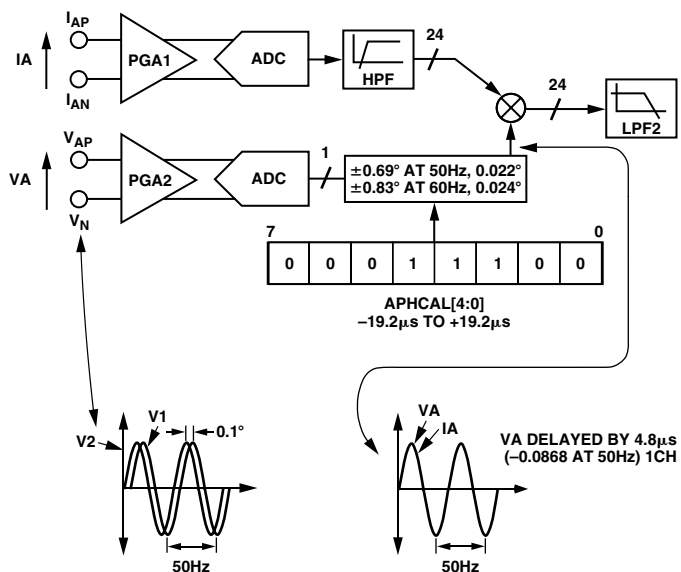 IAP
IA
PGA1
ADC
IAN
HPF
24
24
LPF2
VAP
VA
PGA2
ADC
VN
1
±0.69° AT 50Hz, 0.022°
±0.83° AT 60Hz, 0.024°
7
0
0 0 0 1 1 1 0 0
APHCAL[4:0]
–19.2μs TO +19.2μs
V2
V1
0.1°
50Hz
VA
IA
50Hz
VA DELAYED BY 4.8μs
(–0.0868 AT 50Hz) 1CH